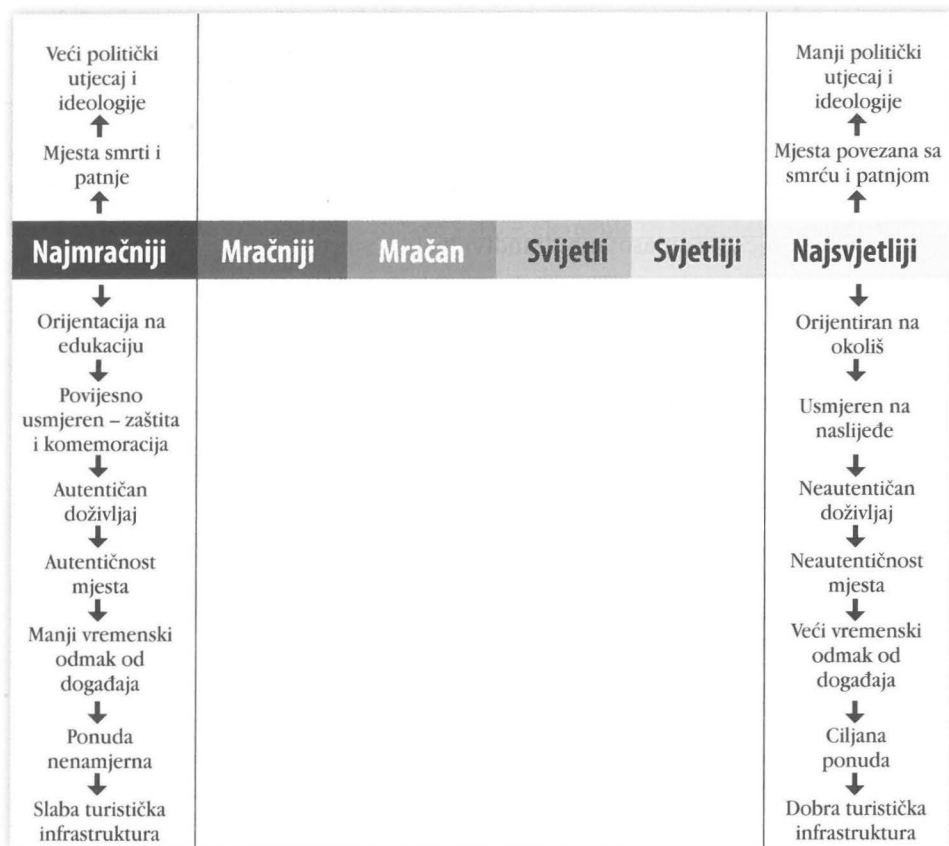 Veći politički
utjecaj i
ideologije
Mjesta smrti i
patnje
Manji politički
utjecaj i
ideologije
Mjesta povezana sa
smrću i patnjom
Najmračniji
Mračniji
Mračan
Svijetli
Svjetliji
Najsvjetliji
Orijentacija na
edukaciju
Povijesno
usmjeren – zaštita
i komemoracija
Autentičan
doživljaj
Autentičnost
mjesta
Manji vremenski
odmak od
događaja
Ponuda
nenamjerna
Slaba turistička
infrastruktura
Orijentiran na
okoliš
Usmjeren na
naslijeđe
Neautentičan
doživljaj
Neautentičnost
mjesta
Veći vremenski
odmak od
događaja
Ciljana
ponuda
Dobra turistička
infrastruktura